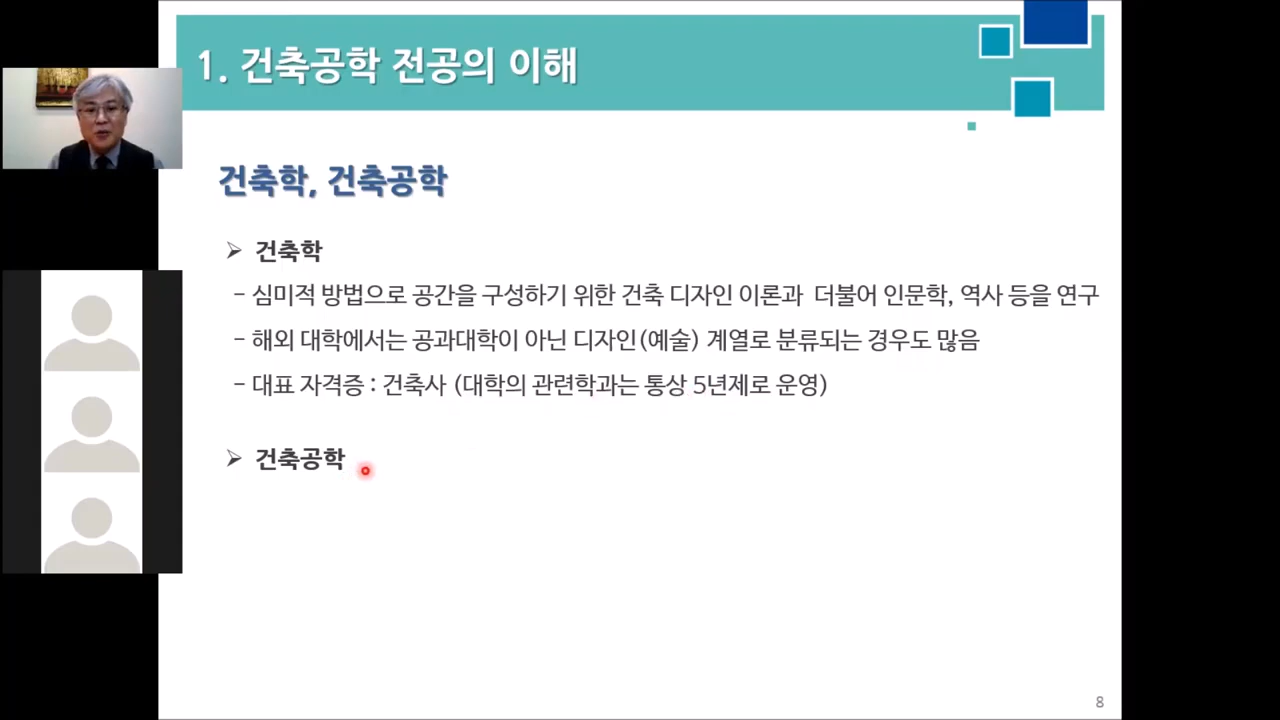 1. 건축공학 전공의 이해
건축학, 건축공학
➢ 건축학
- 심미적 방법으로 공간을 구성하기 위한 건축 디자인 이론과 더불어 인문학, 역사 등을 연구
- 해외 대학에서는 공과대학이 아닌 디자인(예술) 계열로 분류되는 경우도 많음
- 대표 자격증 : 건축사 (대학의 관련학과는 통상 5년제로 운영)
➢ 건축공학
8